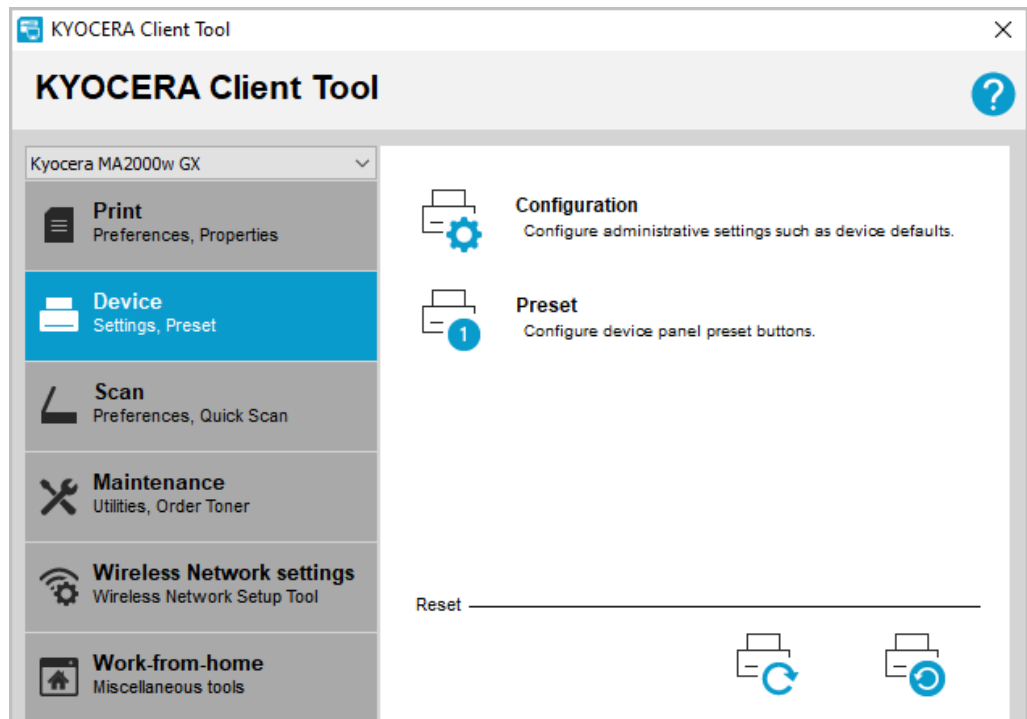 KYOCERA Client Tool
KYOCERA Client Tool
?
Kyocera MA2000w GX
Print
Preferences, Properties
Device
Settings, Preset
Scan
Preferences, Quick Scan
Maintenance
Utilities, Order Toner
Wireless Network settings
Wireless Network Setup Tool
Work-from-home
Miscellaneous tools
Configuration
Configure administrative settings such as device defaults.
1
Preset
Configure device panel preset buttons.
Reset